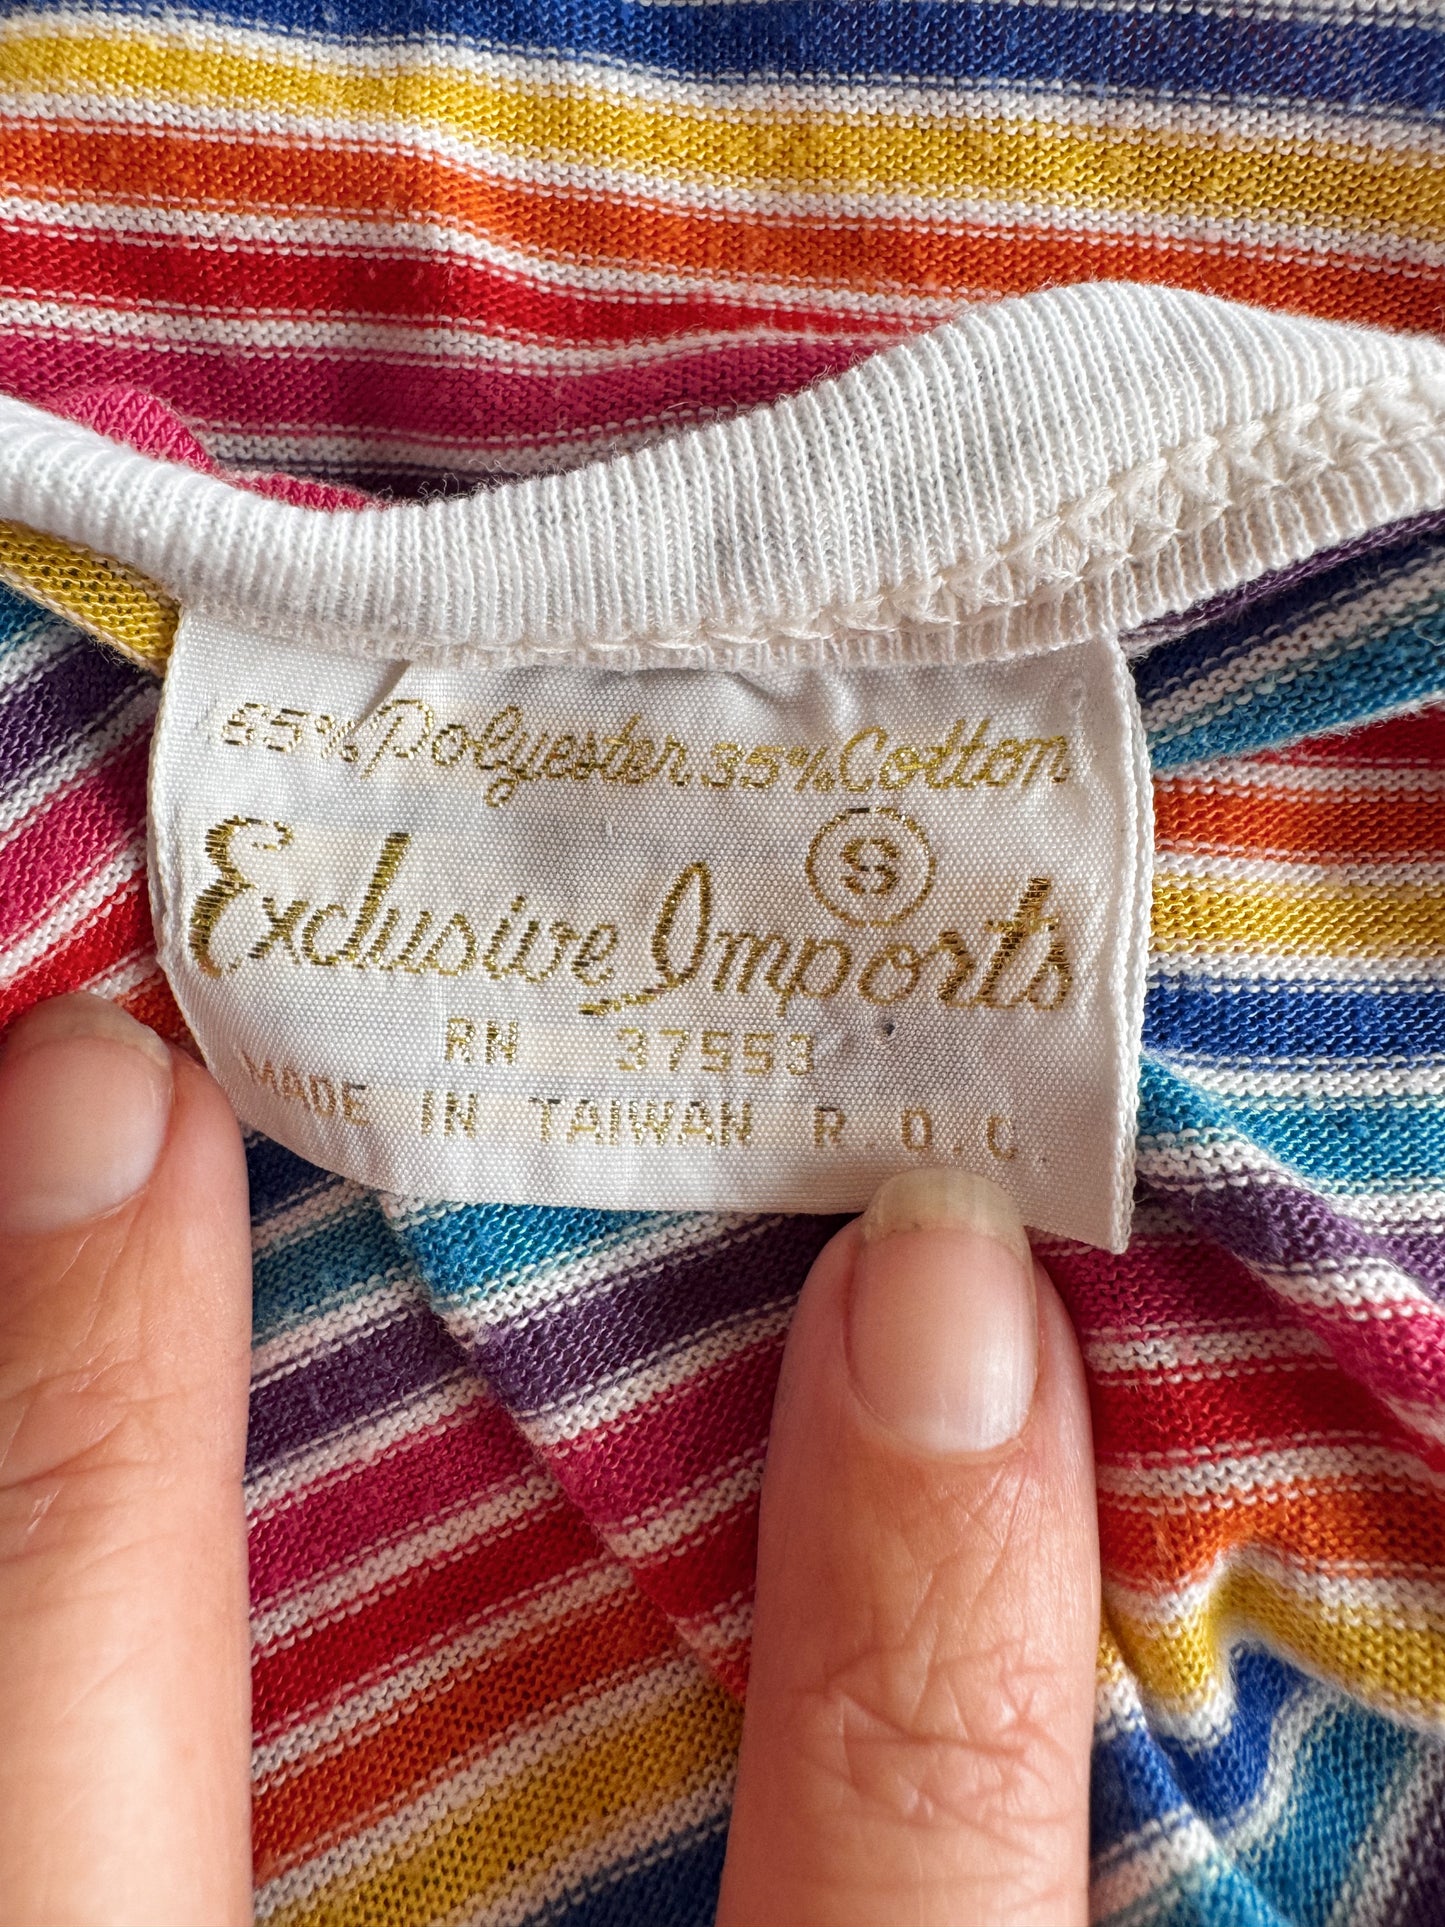 65% Polyester 35% Cotton
S
Exclusive Imports
RN 37553
MADE IN TAIWAN R.O.C.